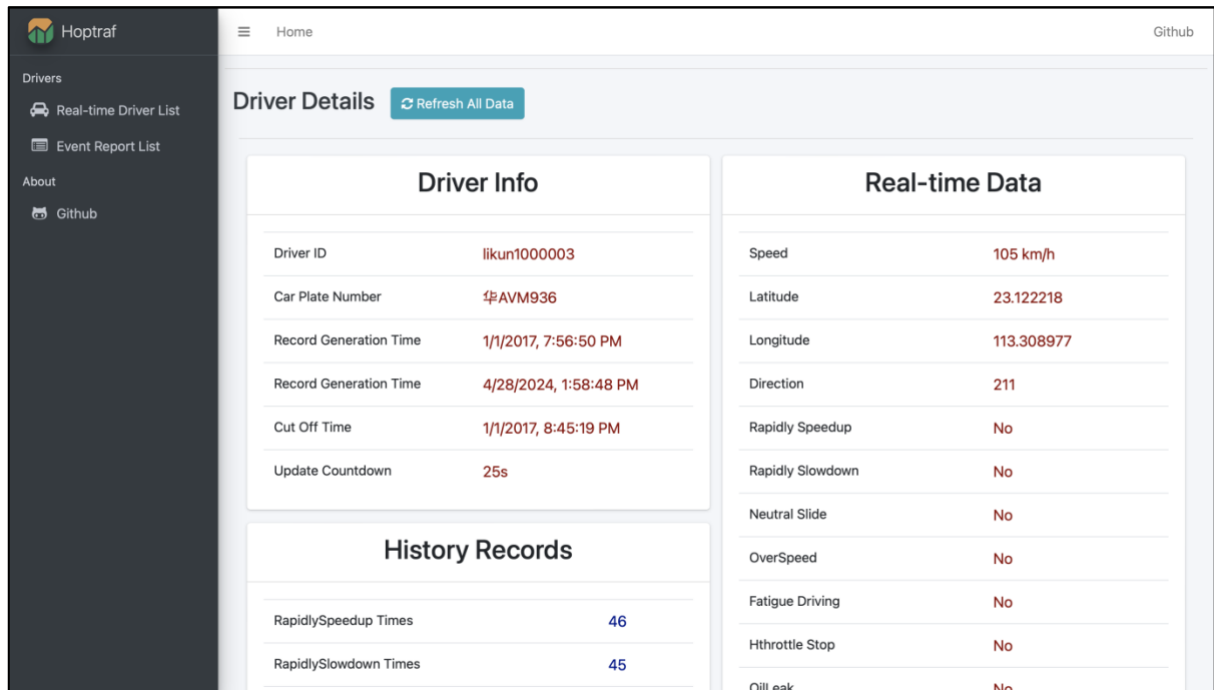 Hoptraf
Home
Github
Drivers
Real-time Driver List
Event Report List
About
Github
Driver Details
Refresh All Data
Driver Info
Driver ID likun1000003
Car Plate Number 华AVM936
Record Generation Time 1/1/2017, 7:56:50 PM
Record Generation Time 4/28/2024, 1:58:48 PM
Cut Off Time 1/1/2017, 8:45:19 PM
Update Countdown 25s
History Records
RapidlySpeedup Times 46
RapidlySlowdown Times 45
Real-time Data
Speed 105 km/h
Latitude 23.122218
Longitude 113.308977
Direction 211
Rapidly Speedup No
Rapidly Slowdown No
Neutral Slide No
OverSpeed No
Fatigue Driving No
Hthrottle Stop No
OilLeak No